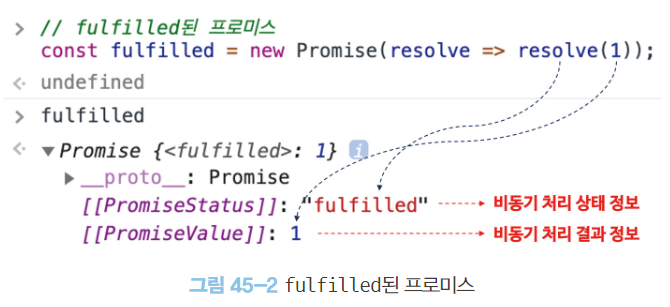 > // fulfilled된 프로미스
const fulfilled = new Promise(resolve => resolve(1));
undefined
> fulfilled
▼Promise {<fulfilled>: 1} i
▶__proto__: Promise
[[PromiseStatus]]: "fulfilled" 비동기 처리 상태 정보
[[PromiseValue]]: 1 비동기 처리 결과 정보
그림 45-2 fulfilled된 프로미스